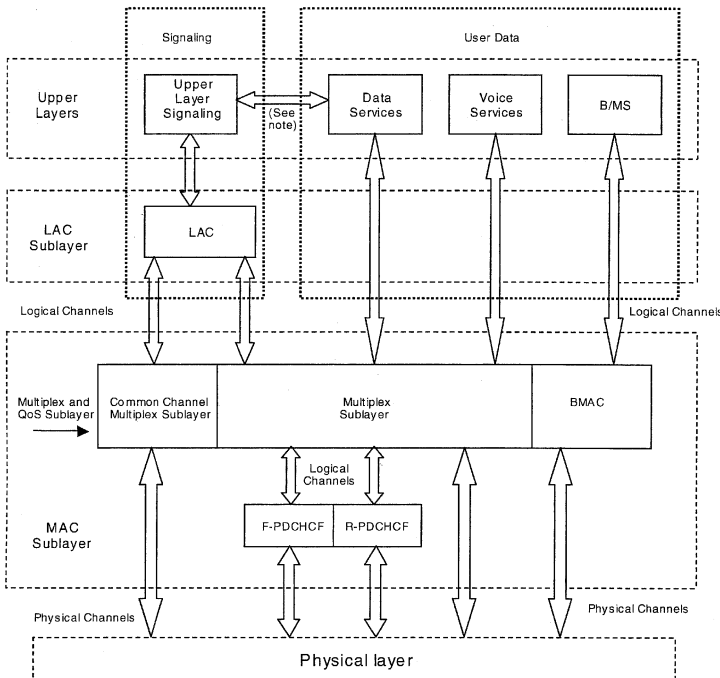 Signaling
User Data
Upper
Layers
Upper
Layer
Signaling
(See
note)
Data
Services
Voice
Services
B/MS
LAC
Sublayer
LAC
Logical Channels
Logical Channels
Multiplex and
QoS Sublayer
Common Channel
Multiplex Sublayer
Multiplex
Sublayer
BMAC
Logical
Channels
F-PDCHCF
R-PDCHCF
MAC
Sublayer
Physical Channels
Physical Channels
Physical layer